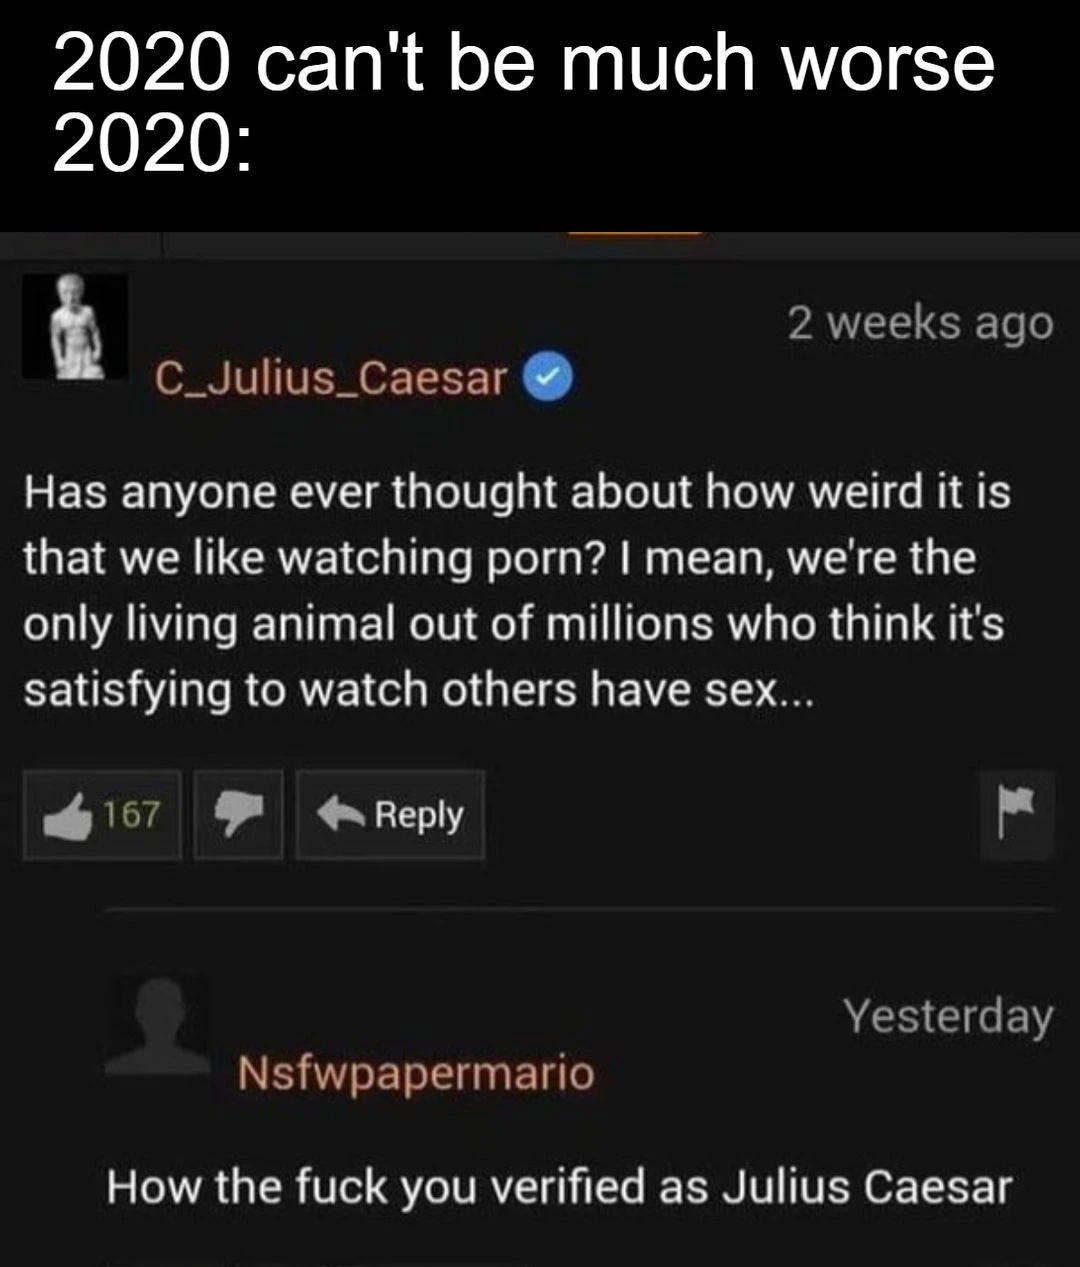 2020 can't be much worse
2020:
2 weeks ago
C_Julius_Caesar
Has anyone ever thought about how weird it is
that we like watching porn? I mean, we're the
only living animal out of millions who think it's
satisfying to watch others have sex...
167 Reply
Yesterday
Nsfwpapermario
How the fuck you verified as Julius Caesar